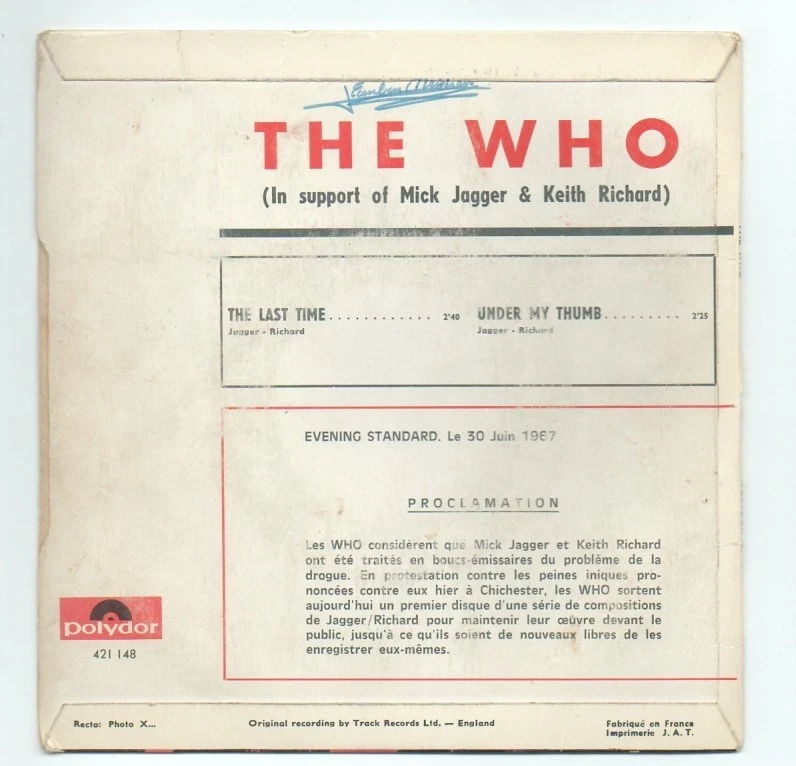 THE WHO
(In support of Mick Jagger & Keith Richard)
THE LAST TIME............ 2'40 UNDER MY THUMB......... 2'25
Jagger - Richard Jagger - Richard
EVENING STANDARD. Le 30 Juin 1967
PROCLAMATION
Les WHO considèrent que Mick Jagger et Keith Richard
ont été traités en boucs-émissaires du problème de la
drogue. En protestation contre les peines iniques pro-
noncées contre eux hier à Chichester, les WHO sortent
aujourd'hui un premier disque d'une série de compositions
de Jagger/Richard pour maintenir leur œuvre devant le
public, jusqu'à ce qu'ils soient de nouveaux libres de les
enregistrer eux-mêmes.
polydor
421 148
Recto: Photo X... Original recording by Track Records Ltd. — England Fabriqué en France
Imprimerie J. A. T.